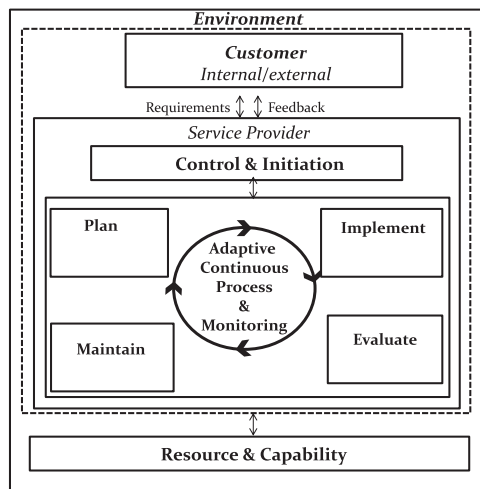 Environment
Customer
Internal/external
Requirements Feedback
Service Provider
Control & Initiation
Plan
Implement
Adaptive
Continuous
Process
&
Monitoring
Maintain
Evaluate
Resource & Capability